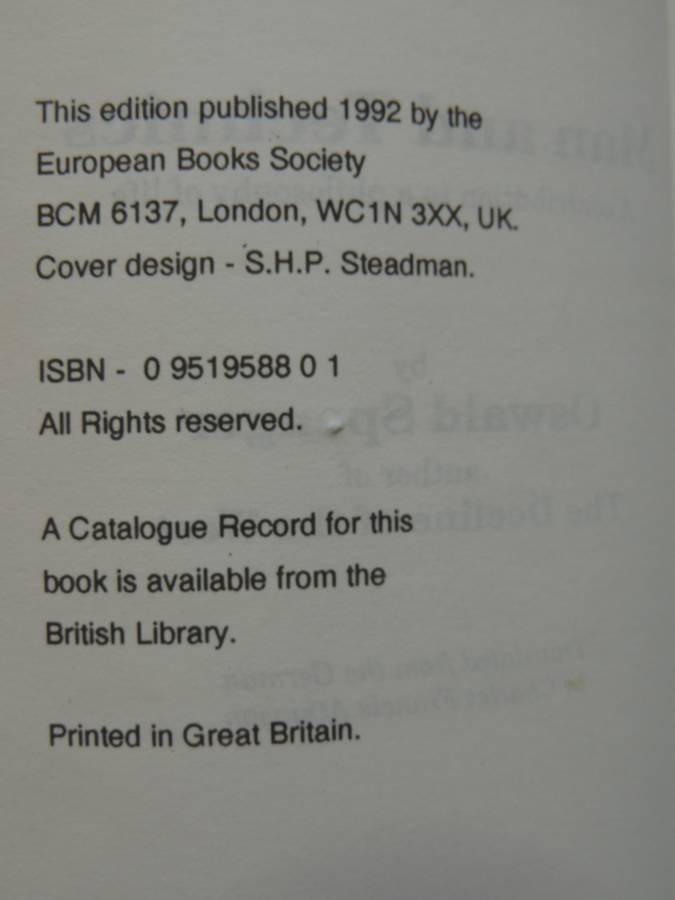 This edition published 1992 by the
European Books Society
BCM 6137, London, WC1N 3XX, UK.
Cover design - S.H.P. Steadman.
ISBN - 0 9519588 0 1
All Rights reserved.
A Catalogue Record for this
book is available from the
British Library.
Printed in Great Britain.